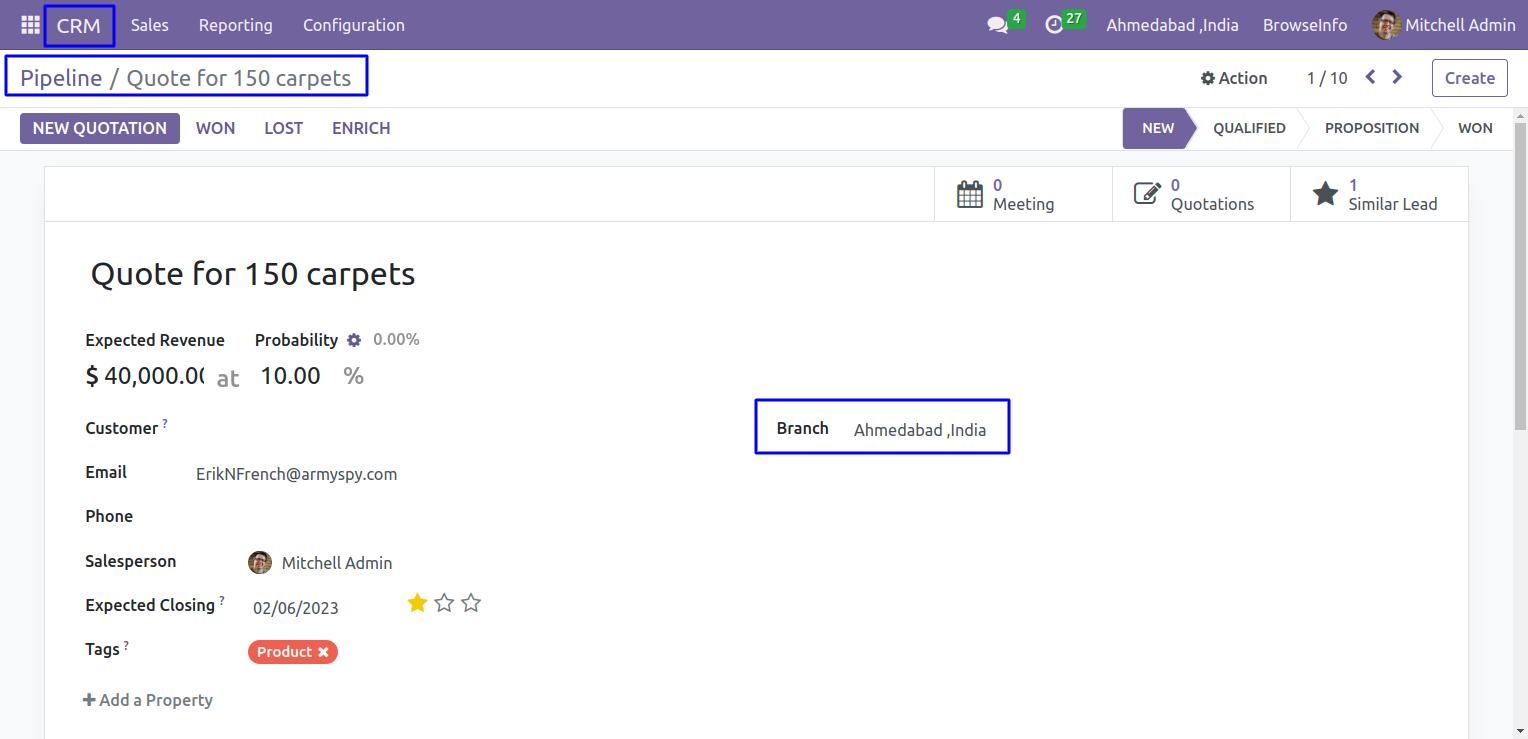 CRM Sales Reporting Configuration 4 27 Ahmedabad ,India BrowseInfo Mitchell Admin
Pipeline / Quote for 150 carpets Action 1 / 10 Create
NEW QUOTATION WON LOST ENRICH NEW QUALIFIED PROPOSITION WON
0 Meeting
0 Quotations
1 Similar Lead
Quote for 150 carpets
Expected Revenue Probability 0.00%
$ 40,000.00 at 10.00 %
Customer ?
Branch Ahmedabad ,India
Email ErikNFrench@armyspy.com
Phone
Salesperson Mitchell Admin
Expected Closing ? 02/06/2023
Tags ? Product ✖
+ Add a Property